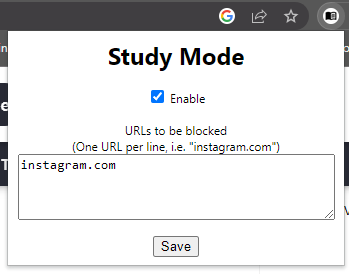 Study Mode
Enable
URLs to be blocked
(One URL per line, i.e. "instagram.com")
instagram.com
Save